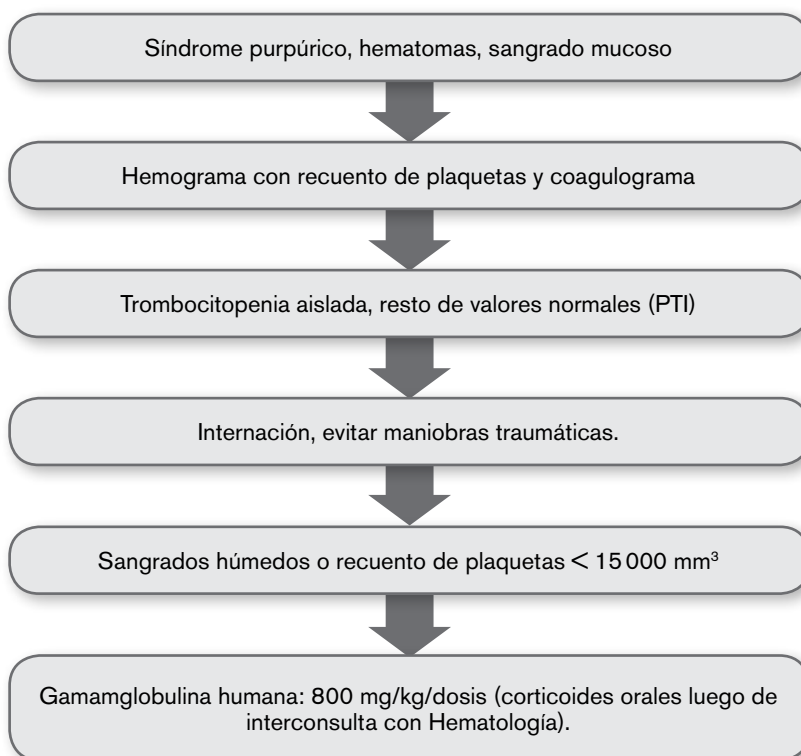 Síndrome purpúrico, hematomas, sangrado mucoso
Hemograma con recuento de plaquetas y coagulograma
Trombocitopenia aislada, resto de valores normales (PTI)
Internación, evitar maniobras traumáticas.
Sangrados húmedos o recuento de plaquetas < 15 000 mm³
Gamamglobulina humana: 800 mg/kg/dosis (corticoides orales luego de
interconsulta con Hematología).